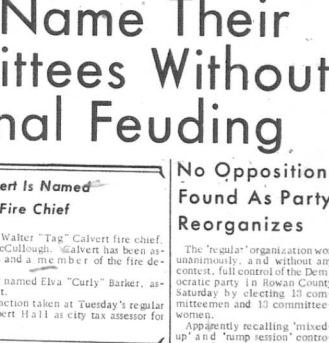 Name Their
ittees Without
nal Feuding
ert Is Named
Fire Chief
Walter "Tag" Calvert fire chief,
cCullough. Calvert has been as-
and a member of the fire de-
named Elva "Curly" Barker, as-
t.
action taken at Tuesday's regular
bert Hall as city tax assessor for
No Opposition
Found As Party
Reorganizes
The 'regular' organization wo
unanimously, and without an
contest, full control of the Dem
ocratic party in Rowan County
Saturday by electing 13 com
mitteemen and 13 committee
women.
Apparently recalling 'mixed-
up' and 'rump session' contro